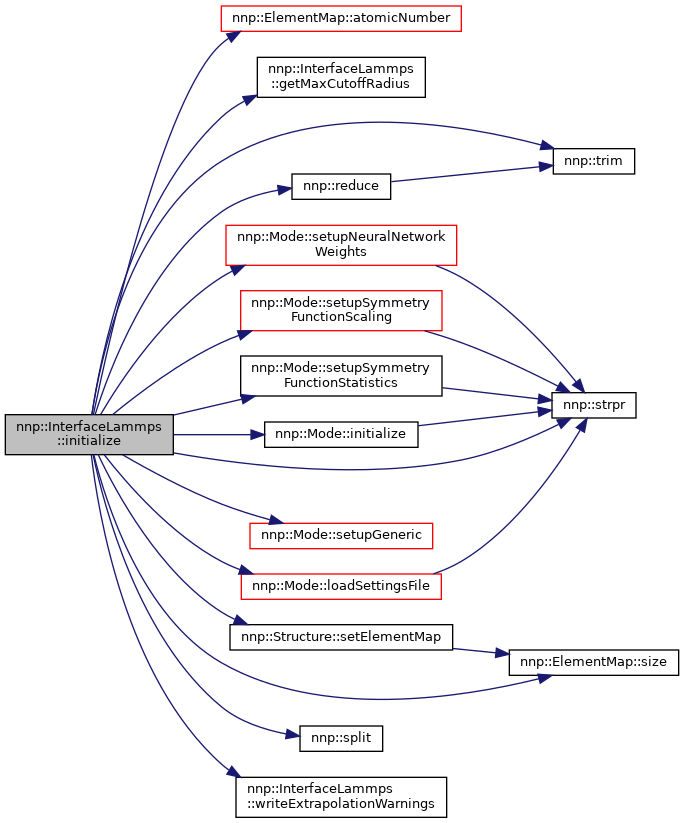 nnp::ElementMap::atomicNumber
nnp::InterfaceLammps
::getMaxCutoffRadius
nnp::trim
nnp::reduce
nnp::Mode::setupNeuralNetwork
Weights
nnp::Mode::setupSymmetry
FunctionScaling
nnp::Mode::setupSymmetry
FunctionStatistics
nnp::strpr
nnp::InterfaceLammps
::initialize
nnp::Mode::initialize
nnp::Mode::setupGeneric
nnp::Mode::loadSettingsFile
nnp::Structure::setElementMap
nnp::ElementMap::size
nnp::split
nnp::InterfaceLammps
::writeExtrapolationWarnings